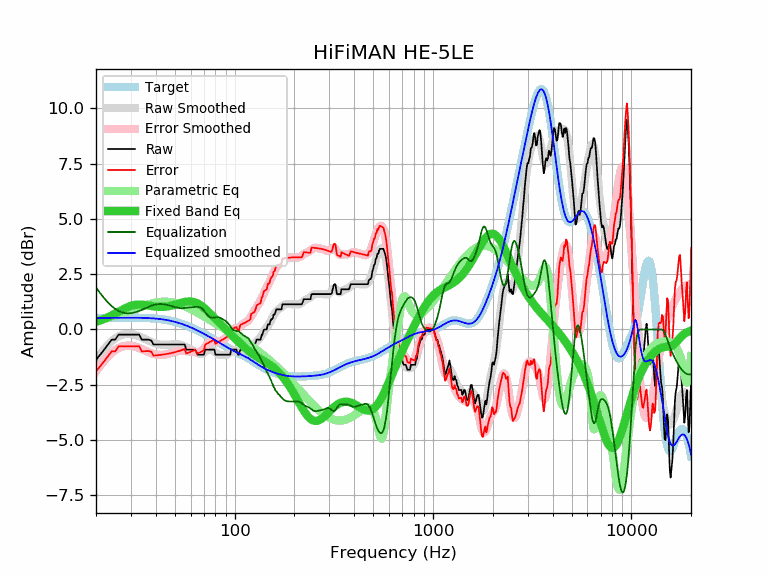 HiFiMAN HE-5LE
Target
Raw Smoothed
Error Smoothed
Raw
Error
Parametric Eq
Fixed Band Eq
Equalization
Equalized smoothed
10.0
7.5
5.0
2.5
0.0
−2.5
−5.0
−7.5
Amplitude (dBr)
100
1000
10000
Frequency (Hz)